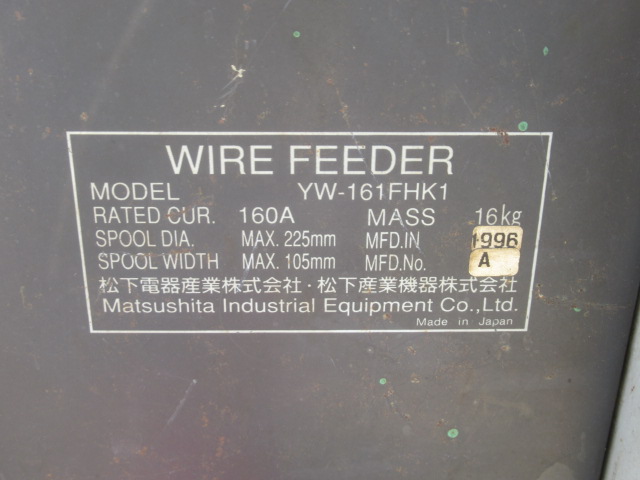 WIRE FEEDER
MODEL YW-161FHK1
RATED CUR. 160A MASS 16kg
SPOOL DIA. MAX. 225mm MFD.IN 1996
SPOOL WIDTH MAX. 105mm MFD.No. A
松下電器産業株式会社・松下産業機器株式会社
Matsushita Industrial Equipment Co.,Ltd.
Made in Japan